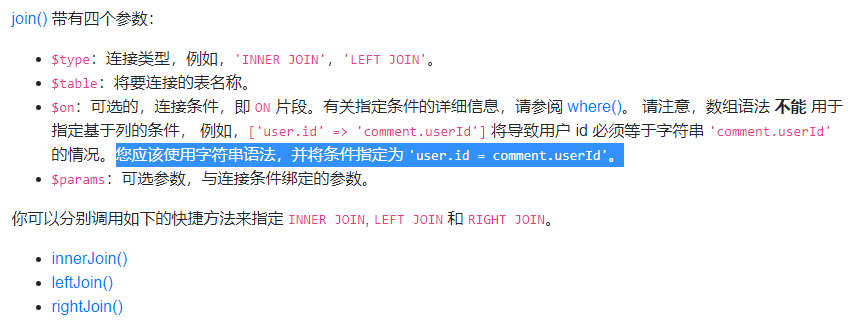 join() 带有四个参数：
$type：连接类型，例如，'INNER JOIN'，'LEFT JOIN'。
$table：将要连接的表名称。
$on：可选的，连接条件，即 ON 片段。有关指定条件的详细信息，请参阅 where()。 请注意，数组语法 不能 用于
指定基于列的条件， 例如，['user.id' => 'comment.userId'] 将导致用户 id 必须等于字符串 'comment.userId'
的情况。您应该使用字符串语法，并将条件指定为 'user.id = comment.userId'。
$params：可选参数，与连接条件绑定的参数。
你可以分别调用如下的快捷方法来指定 INNER JOIN, LEFT JOIN 和 RIGHT JOIN。
innerJoin()
leftJoin()
rightJoin()